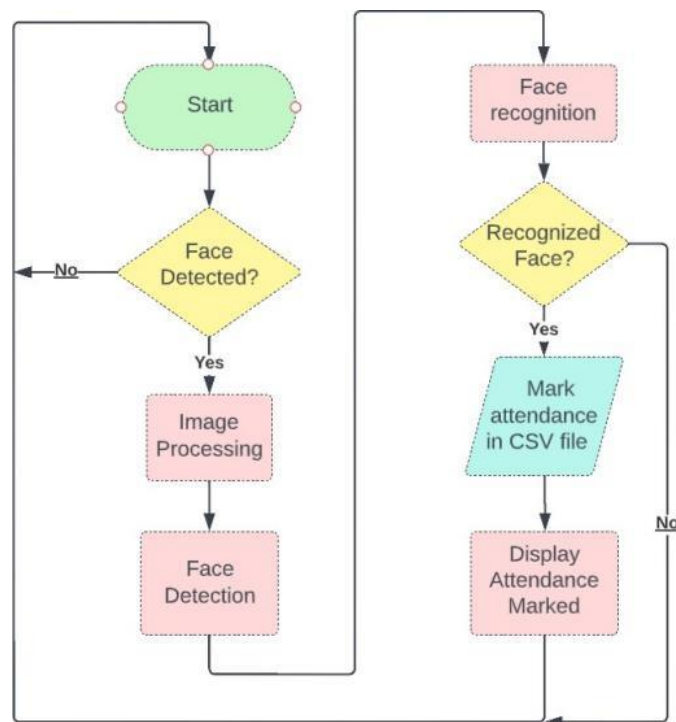 Start
Face
Detected?
No
Yes
Image
Processing
Face
Detection
Face
recognition
Recognized
Face?
Yes
Mark
attendance
in CSV file
No
Display
Attendance
Marked